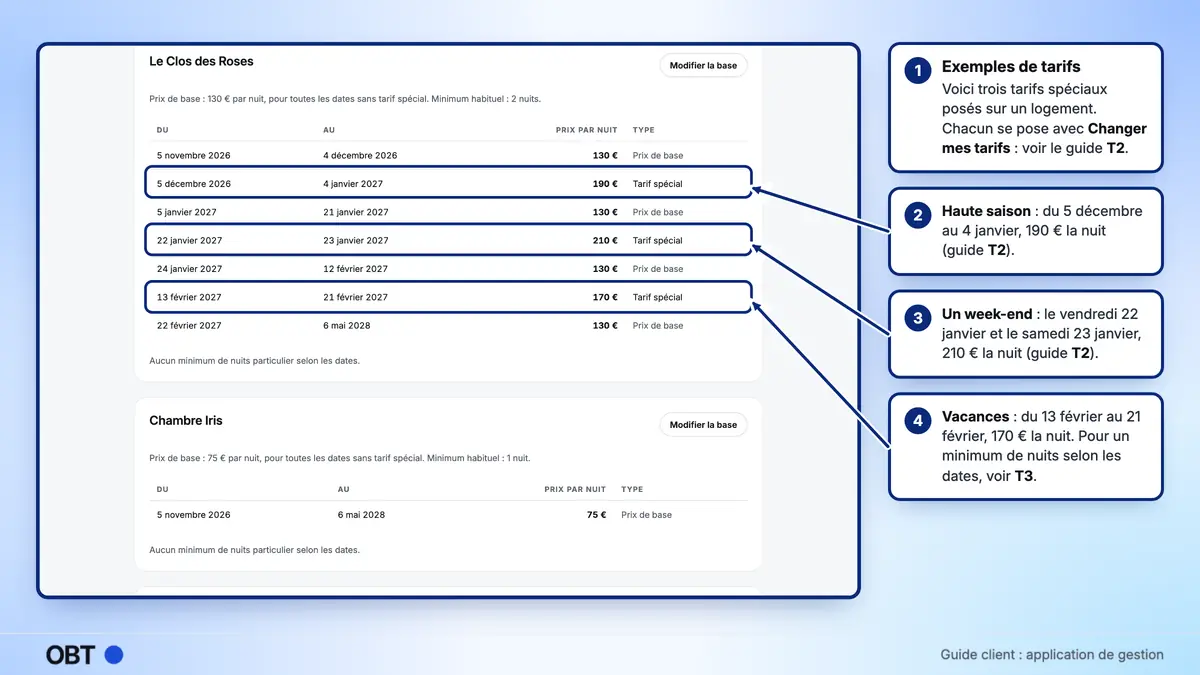 Le Clos des Roses
Modifier la base
Prix de base : 130 € par nuit, pour toutes les dates sans tarif spécial. Minimum habituel : 2 nuits.
DU AU PRIX PAR NUIT TYPE
5 novembre 2026 4 décembre 2026 130 € Prix de base
5 décembre 2026 4 janvier 2027 190 € Tarif spécial
5 janvier 2027 21 janvier 2027 130 € Prix de base
22 janvier 2027 23 janvier 2027 210 € Tarif spécial
24 janvier 2027 12 février 2027 130 € Prix de base
13 février 2027 21 février 2027 170 € Tarif spécial
22 février 2027 6 mai 2028 130 € Prix de base
Aucun minimum de nuits particulier selon les dates.
Chambre Iris
Modifier la base
Prix de base : 75 € par nuit, pour toutes les dates sans tarif spécial. Minimum habituel : 1 nuit.
DU AU PRIX PAR NUIT TYPE
5 novembre 2026 6 mai 2028 75 € Prix de base
Aucun minimum de nuits particulier selon les dates.
1 Exemples de tarifs
Voici trois tarifs spéciaux
posés sur un logement.
Chacun se pose avec Changer
mes tarifs : voir le guide T2.
2 Haute saison : du 5 décembre
au 4 janvier, 190 € la nuit
(guide T2).
3 Un week-end : le vendredi 22
janvier et le samedi 23 janvier,
210 € la nuit (guide T2).
4 Vacances : du 13 février au 21
février, 170 € la nuit. Pour un
minimum de nuits selon les
dates, voir T3.
OBT
Guide client : application de gestion